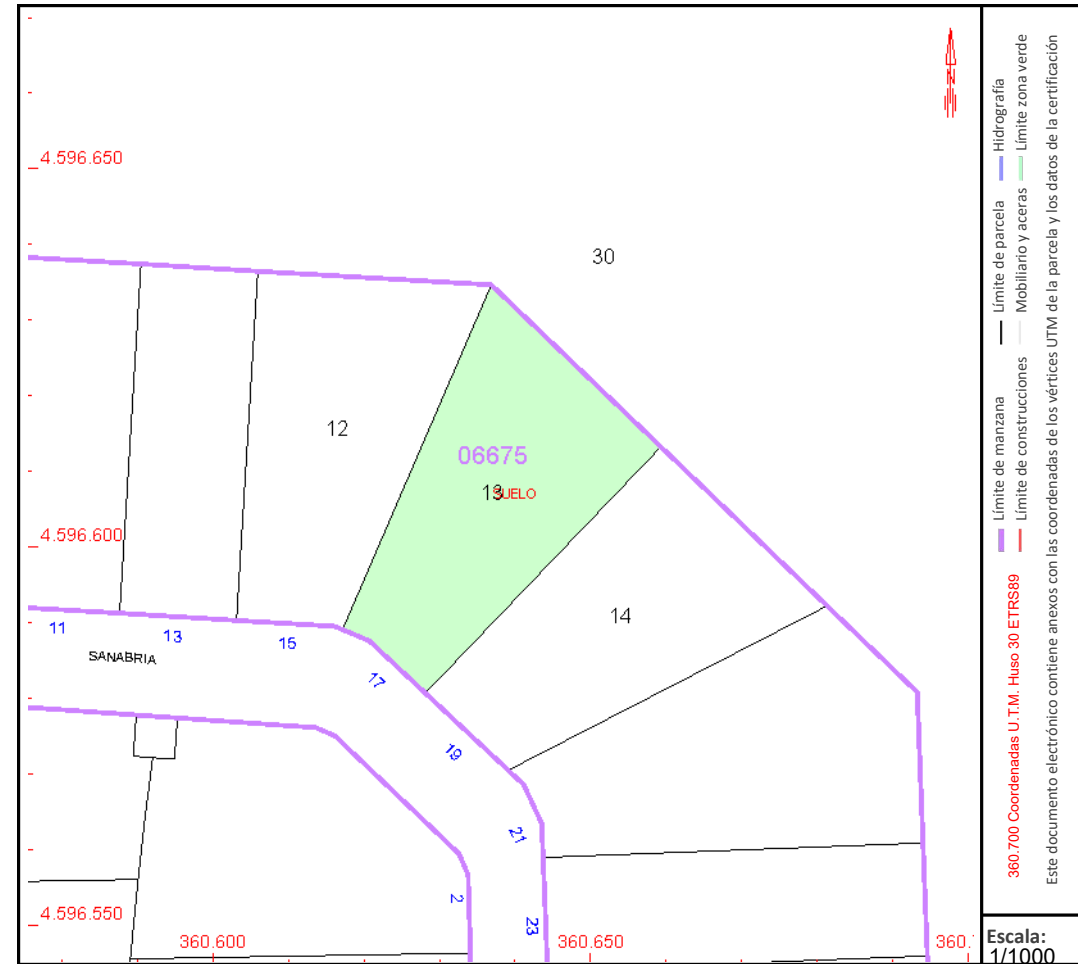 4.596.650
30
12
06675
13
SUELO
4.596.600
14
11
13
15
SANABRIA
17
19
21
2
23
4.596.550
360.600
360.650
N
Límite de manzana
Límite de parcela
Hidrografía
360.700 Coordenadas U.T.M. Huso 30 ETRS89
Límite de construcciones
Mobiliario y aceras
Límite zona verde
Este documento electrónico contiene anexos con las coordenadas de los vértices UTM de la parcela y los datos de la certificación
Escala:
1/1000